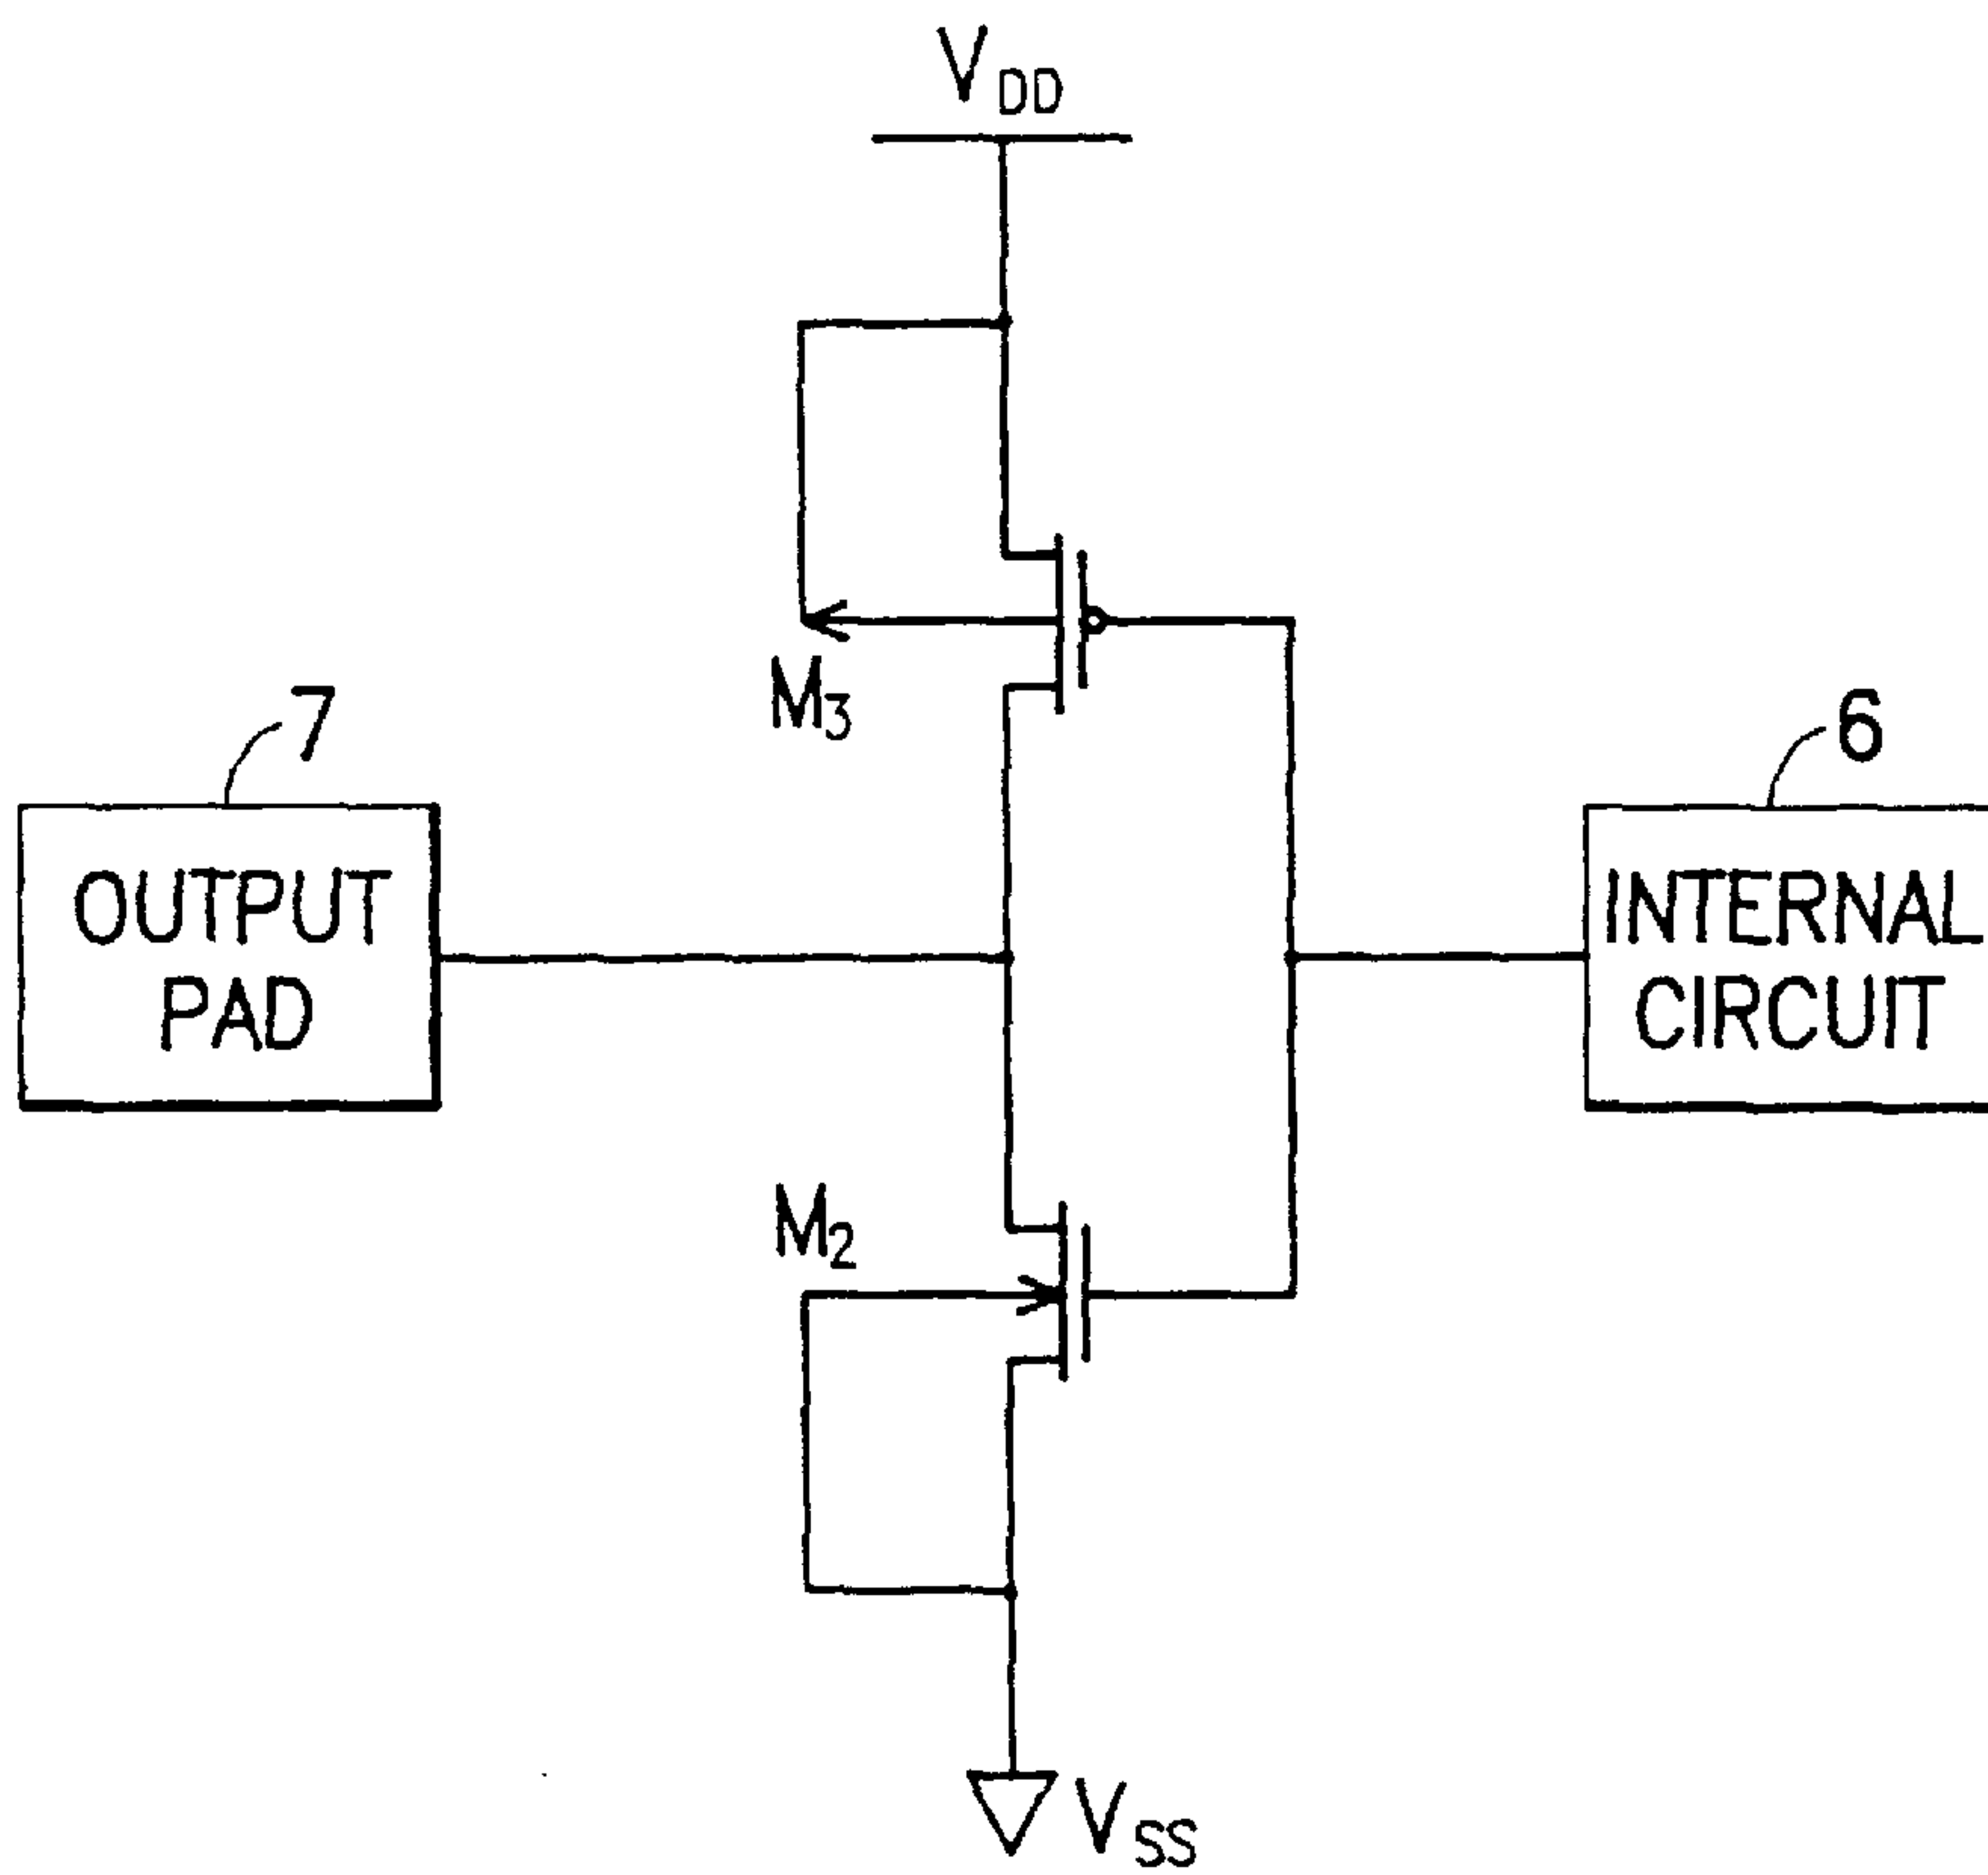 VDD
M3
7
6
OUTPUT
PAD
INTERNAL
CIRCUIT
M2
VSS